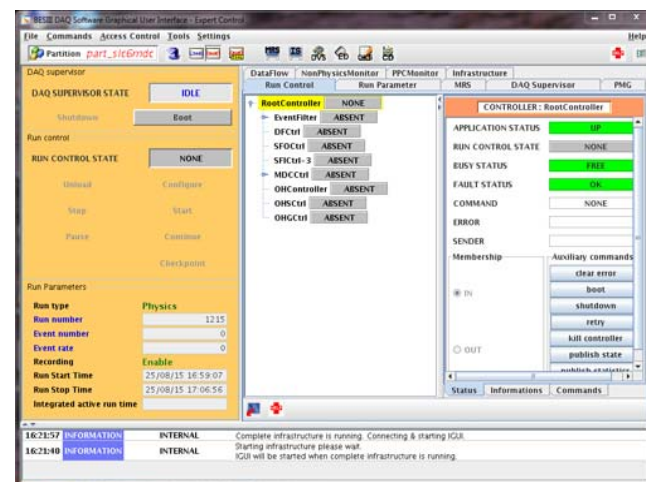 BESIII DAQ Software Graphical User Interface - Expert Control
File Commands Access Control Tools Settings Help
Partition part_slc6mdc
DAQ supervisor
DAQ SUPERVISOR STATE IDLE
Shutdown Boot
Run control
RUN CONTROL STATE NONE
Unload Configure
Stop Start
Pause Continue
Checkpoint
Run Parameters
Run type Physics
Run number 1215
Event number 0
Event rate 0
Recording Enable
Run Start Time 25/08/15 16:59:07
Run Stop Time 25/08/15 17:06:56
Integrated active run time
DataFlow NonPhysicsMonitor PPCMonitor Infrastructure
Run Control Run Parameter MRS DAQ Supervisor PMG
RootController NONE
EventFilter ABSENT
DFCtrl ABSENT
SFOCtrl ABSENT
SFICtrl-3 ABSENT
MDCCtrl ABSENT
OHController ABSENT
OHSCtrl ABSENT
OHGCtrl ABSENT
CONTROLLER : RootController
APPLICATION STATUS UP
RUN CONTROL STATE NONE
BUSY STATUS FREE
FAULT STATUS OK
COMMAND NONE
ERROR
SENDER
Membership
IN
OUT
Auxiliary commands
clear error
boot
shutdown
retry
kill controller
publish state
publish statistics
Status Informations Commands
16:21:57 INFORMATION INTERNAL Complete infrastructure is running. Connecting & starting IGUI.
16:21:40 INFORMATION INTERNAL Starting infrastructure please wait.
IGUI will be started when complete infrastructure is running.